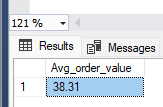 121 %
Results Messages
Avg_order_value
1 38.31